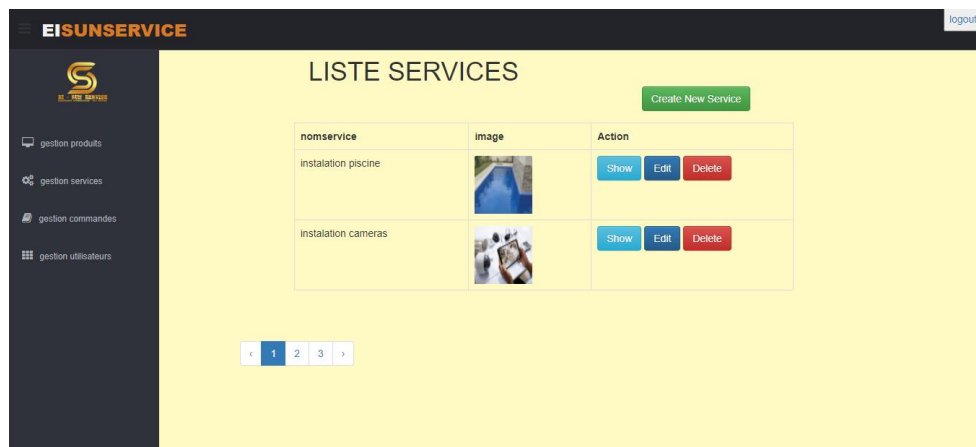 EISUNSERVICE
logout
LISTE SERVICES
Create New Service
gestion produits
gestion services
gestion commandes
gestion utilisateurs
nomservice image Action
instalation piscine Show Edit Delete
instalation cameras Show Edit Delete
‹ 1 2 3 ›